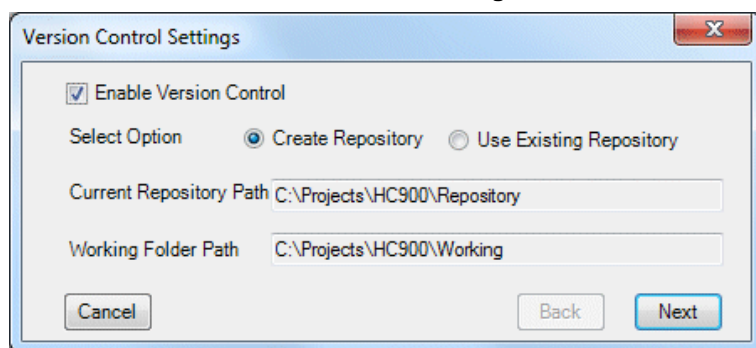 Version Control Settings
Enable Version Control
Select Option Create Repository Use Existing Repository
Current Repository Path C:\Projects\HC900\Repository
Working Folder Path C:\Projects\HC900\Working
Cancel Back Next